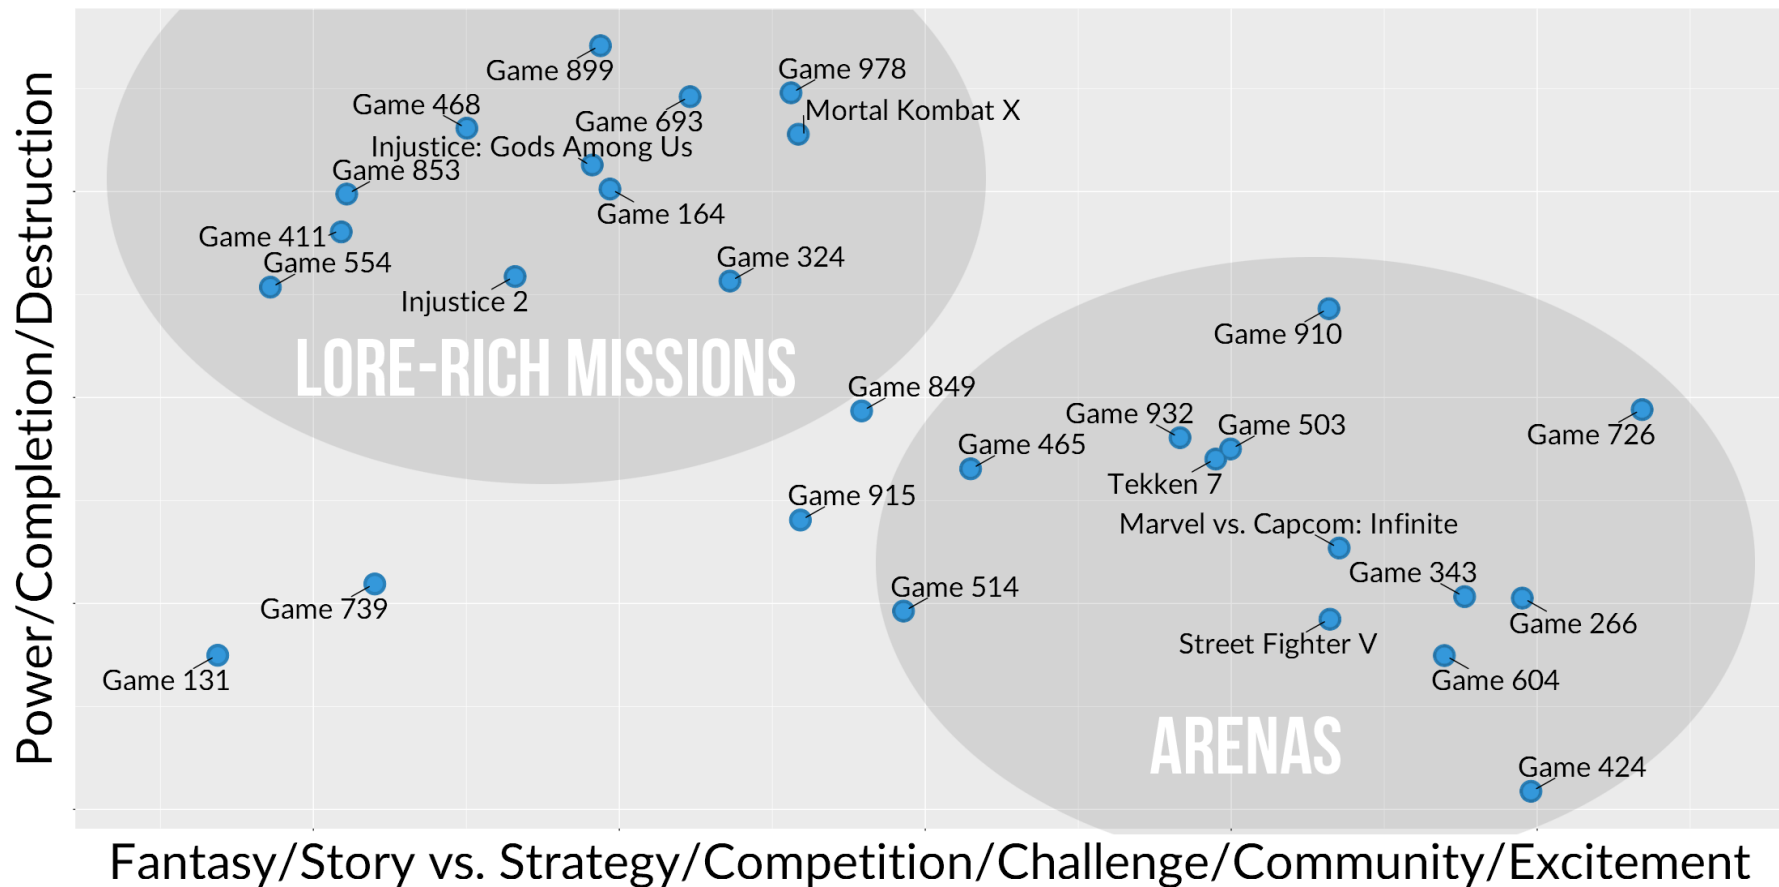 Power/Completion/Destruction
Game 899
Game 978
Game 468
Mortal Kombat X
Game 693
Injustice: Gods Among Us
Game 853
Game 164
Game 411
Game 554
Game 324
Injustice 2
Game 910
LORE-RICH MISSIONS
Game 849
Game 932
Game 503
Game 726
Game 465
Tekken 7
Game 915
Marvel vs. Capcom: Infinite
Game 343
Game 514
Game 739
Game 266
Street Fighter V
Game 131
Game 604
ARENAS
Game 424
Fantasy/Story vs. Strategy/Competition/Challenge/Community/Excitement